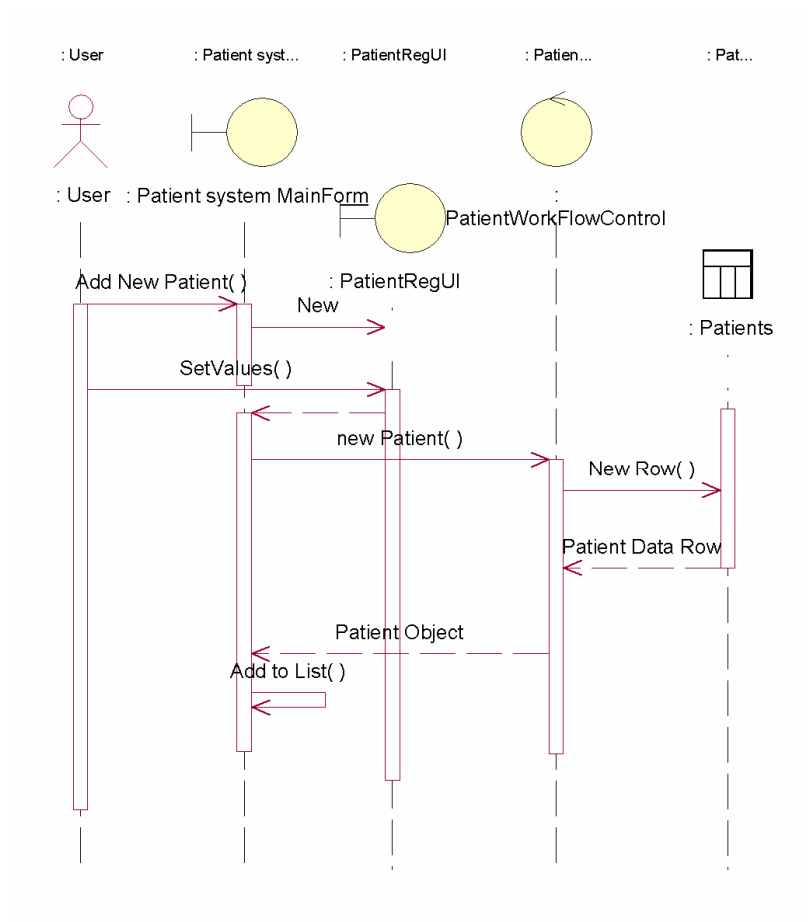 : User
: Patient syst...
: PatientRegUI
: Patien...
: Pat...
: User
: Patient system MainForm
:
PatientWorkFlowControl
: PatientRegUI
: Patients
Add New Patient( )
New
SetValues( )
new Patient( )
New Row( )
Patient Data Row
Patient Object
Add to List( )